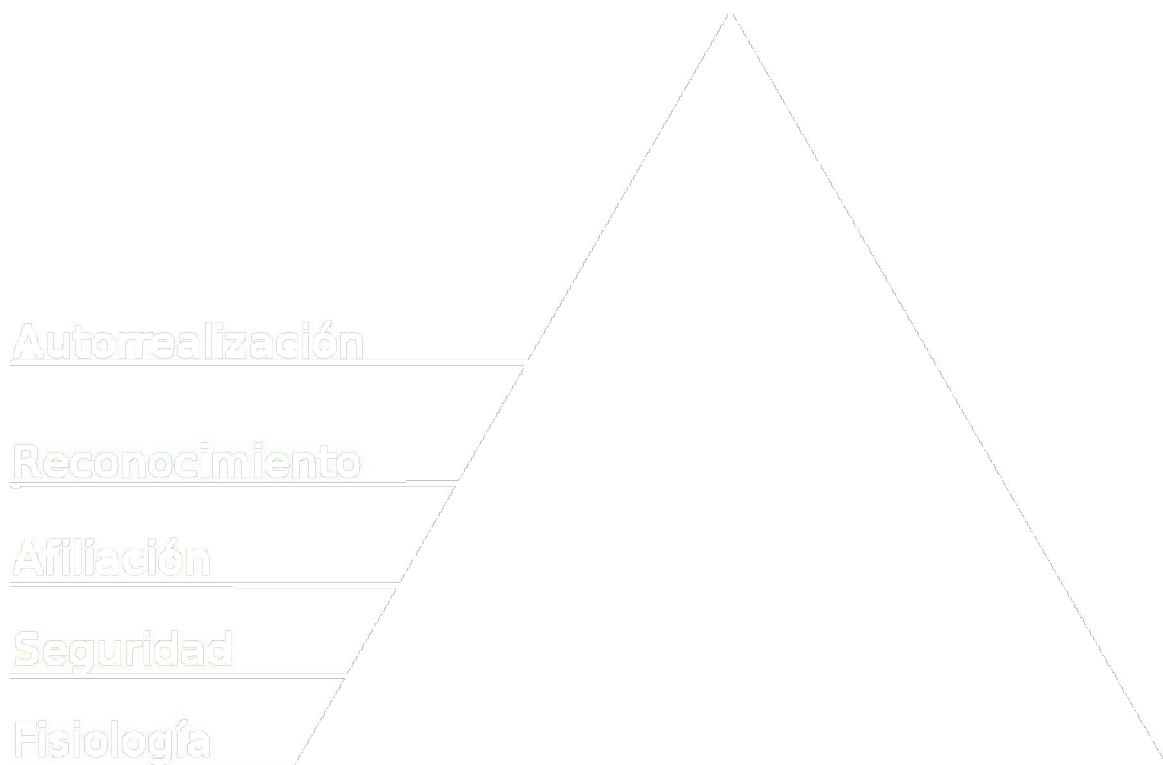 Autorrealización
Reconocimiento
Afiliación
Seguridad
Fisiología